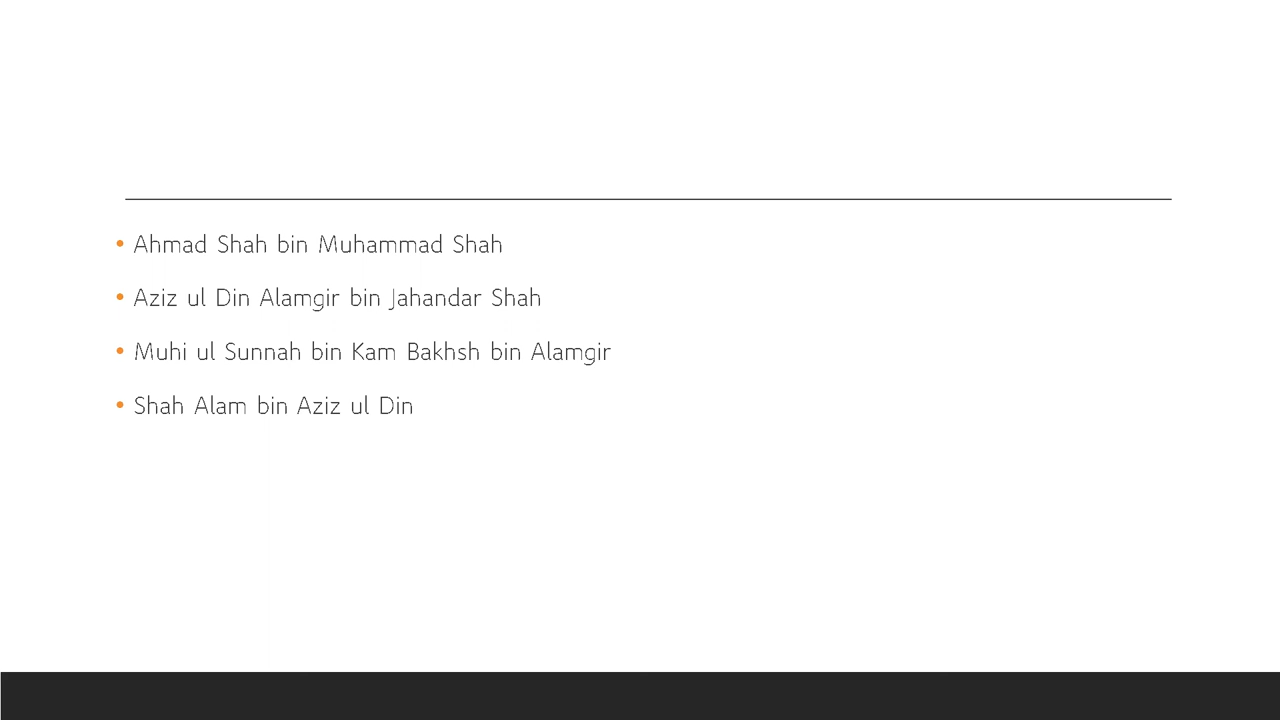 • Ahmad Shah bin Muhammad Shah
• Aziz ul Din Alamgir bin Jahandar Shah
• Muhi ul Sunnah bin Kam Bakhsh bin Alamgir
• Shah Alam bin Aziz ul Din